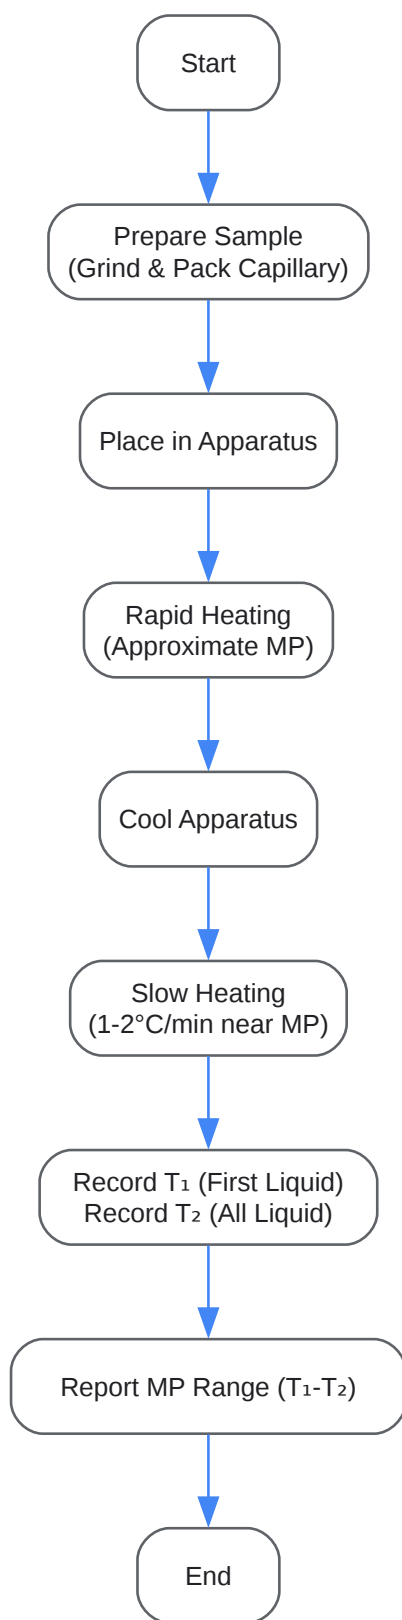 Start
Prepare Sample
(Grind & Pack Capillary)
Place in Apparatus
Rapid Heating
(Approximate MP)
Cool Apparatus
Slow Heating
(1-2°C/min near MP)
Record T₁ (First Liquid)
Record T₂ (All Liquid)
Report MP Range (T₁-T₂)
End